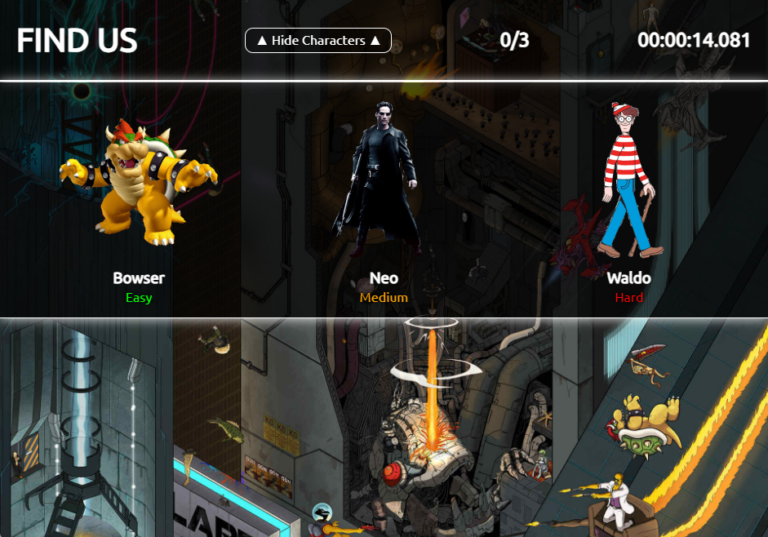 FIND US
▲ Hide Characters ▲
0/3
00:00:14.081
Bowser
Easy
Neo
Medium
Waldo
Hard